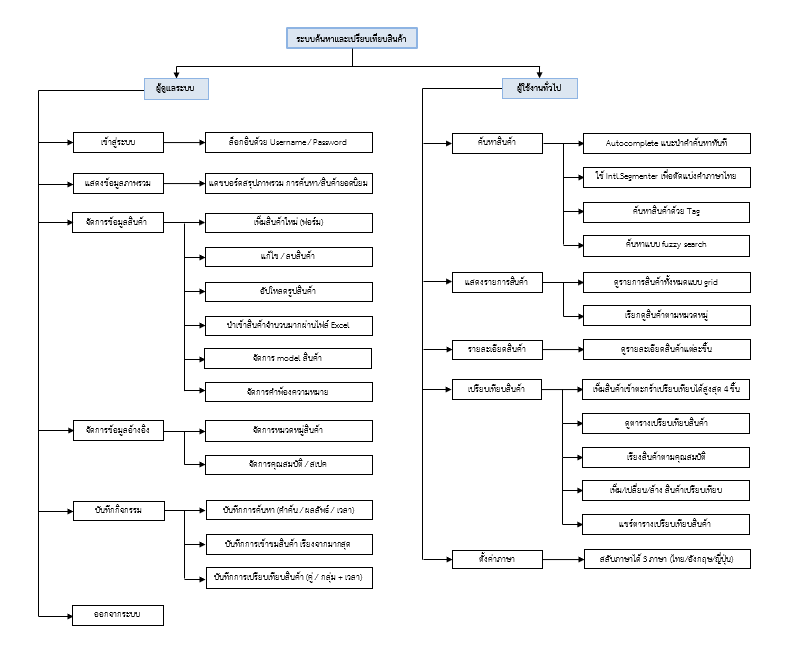 ระบบค้นหาและเปรียบเทียบสินค้า
ผู้ดูแลระบบ
เข้าสู่ระบบ
ล็อกอินด้วย Username / Password
แสดงข้อมูลภาพรวม
แดชบอร์ดสรุปภาพรวม การค้นหา/สินค้ายอดนิยม
จัดการข้อมูลสินค้า
เพิ่มสินค้าใหม่ (ฟอร์ม)
แก้ไข / ลบสินค้า
อัปโหลดรูปสินค้า
นำเข้าสินค้าจำนวนมากผ่านไฟล์ Excel
จัดการ model สินค้า
จัดการคำพ้องความหมาย
จัดการข้อมูลอ้างอิง
จัดการหมวดหมู่สินค้า
จัดการคุณสมบัติ / สเปค
บันทึกกิจกรรม
บันทึกการค้นหา (คำค้น / ผลลัพธ์ / เวลา)
บันทึกการเข้าชมสินค้า เรียงจากมากสุด
บันทึกการเปรียบเทียบสินค้า (คู่ / กลุ่ม + เวลา)
ออกจากระบบ
ผู้ใช้งานทั่วไป
ค้นหาสินค้า
Autocomplete แนะนำคำค้นหาทันที
ใช้ Intl.Segmenter เพื่อตัดแบ่งคำภาษาไทย
ค้นหาสินค้าด้วย Tag
ค้นหาแบบ fuzzy search
แสดงรายการสินค้า
ดูรายการสินค้าทั้งหมดแบบ grid
เรียกดูสินค้าตามหมวดหมู่
รายละเอียดสินค้า
ดูรายละเอียดสินค้าแต่ละชิ้น
เปรียบเทียบสินค้า
เพิ่มสินค้าเข้าตะกร้าเปรียบเทียบได้สูงสุด 4 ชิ้น
ดูตารางเปรียบเทียบสินค้า
เรียงสินค้าตามคุณสมบัติ
เพิ่ม/เปลี่ยน/ล้าง สินค้าเปรียบเทียบ
แชร์ตารางเปรียบเทียบสินค้า
ตั้งค่าภาษา
สลับภาษาได้ 3 ภาษา (ไทย/อังกฤษ/ญี่ปุ่น)